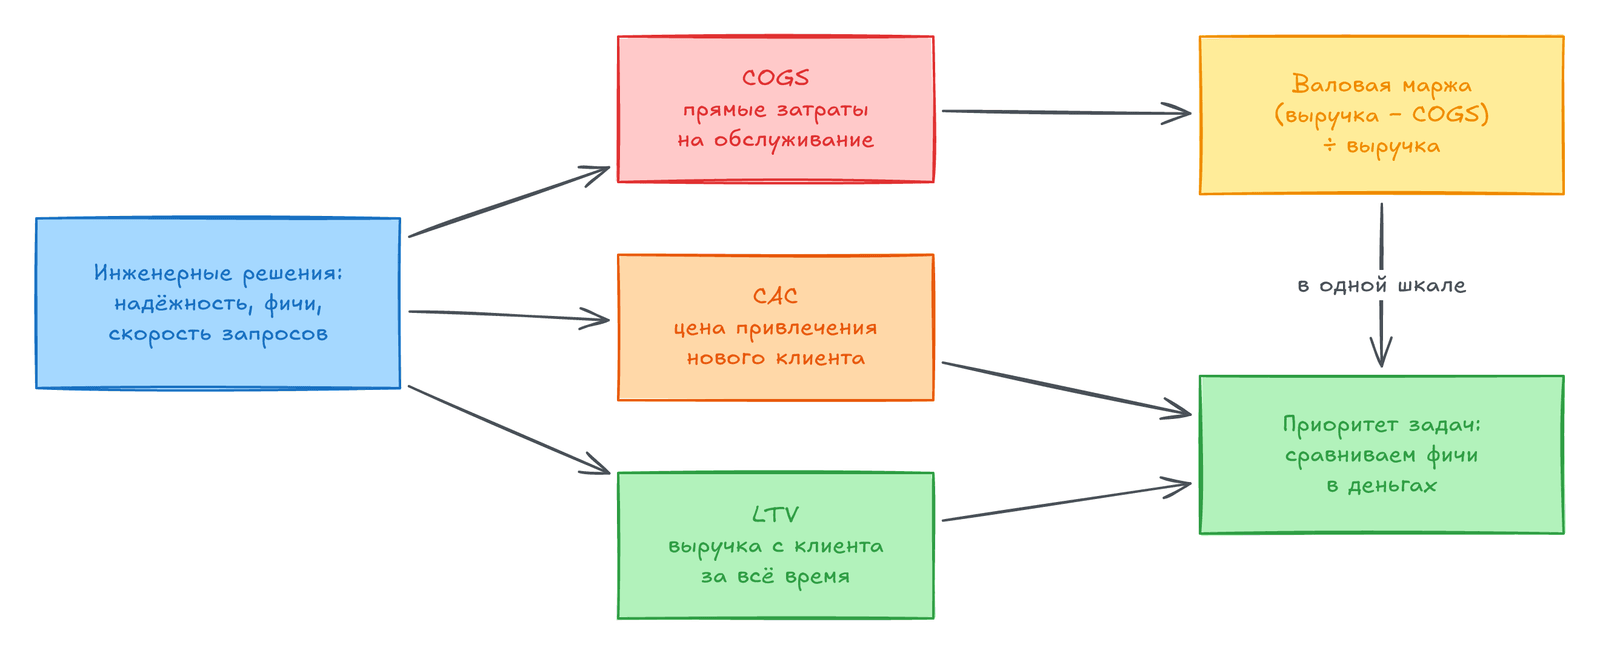 Инженерные решения:
надёжность, фичи,
скорость запросов
COGS
прямые затраты
на обслуживание
CAC
цена привлечения
нового клиента
LTV
выручка с клиента
за всё время
Валовая маржа
(выручка − COGS)
÷ выручка
в одной шкале
Приоритет задач:
сравниваем фичи
в деньгах